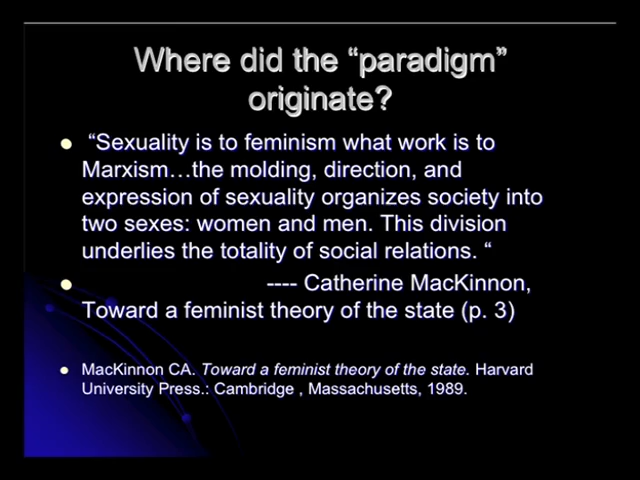 Where did the “paradigm”
originate?
“Sexuality is to feminism what work is to
Marxism…the molding, direction, and
expression of sexuality organizes society into
two sexes: women and men. This division
underlies the totality of social relations. “
---- Catherine MacKinnon,
Toward a feminist theory of the state (p. 3)
MacKinnon CA. Toward a feminist theory of the state. Harvard
University Press.: Cambridge , Massachusetts, 1989.